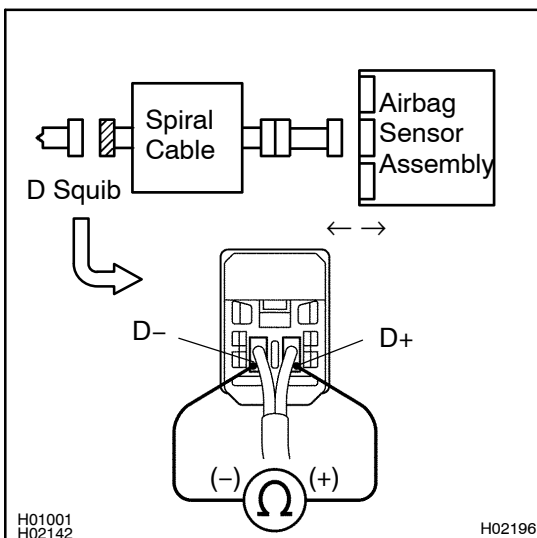 Spiral
Cable
Airbag
Sensor
Assembly
D Squib
D−
D+
(−)
Ω
(+)
H01001
H02142
H02196